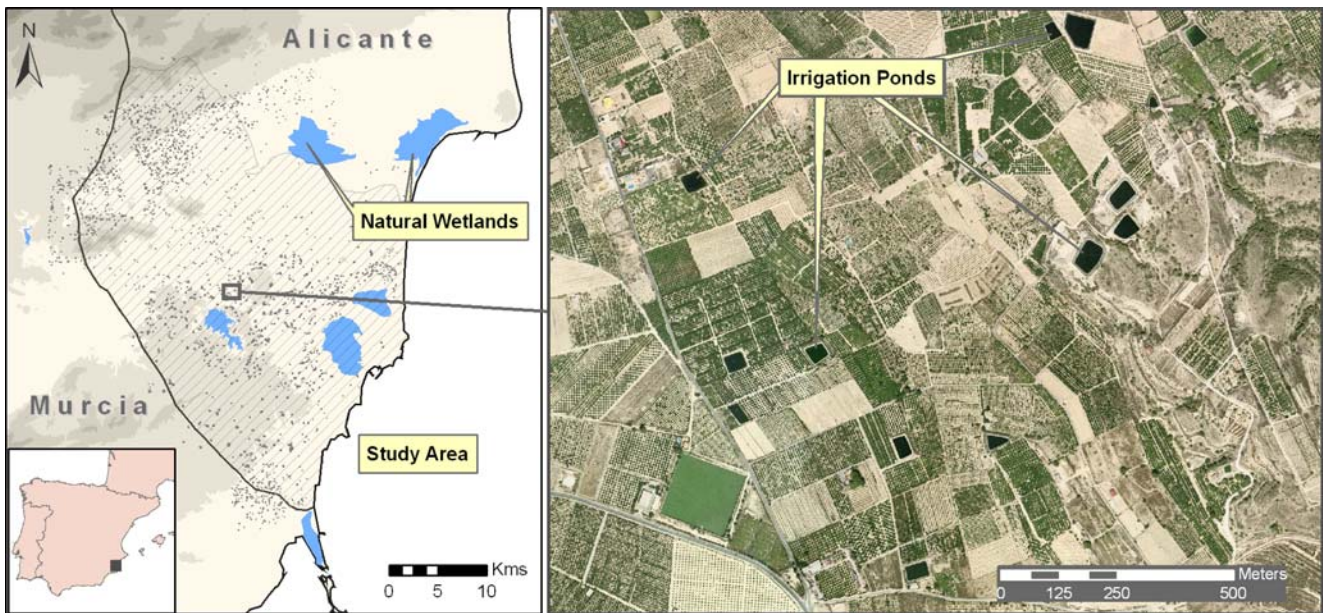 N
Alicante
Natural Wetlands
Murcia
Study Area
Kms
0 5 10
Irrigation Ponds
Meters
0 125 250 500